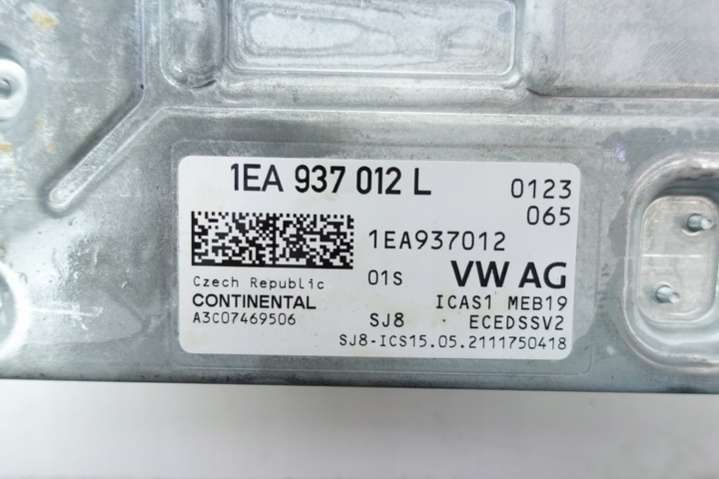 1EA 937 012 L 0123
065
1EA937012
Czech Republic 01S VW AG
CONTINENTAL ICAS1 MEB19
A3C07469506 SJ8 ECEDSSV2
SJ8-ICS15.05.2111750418